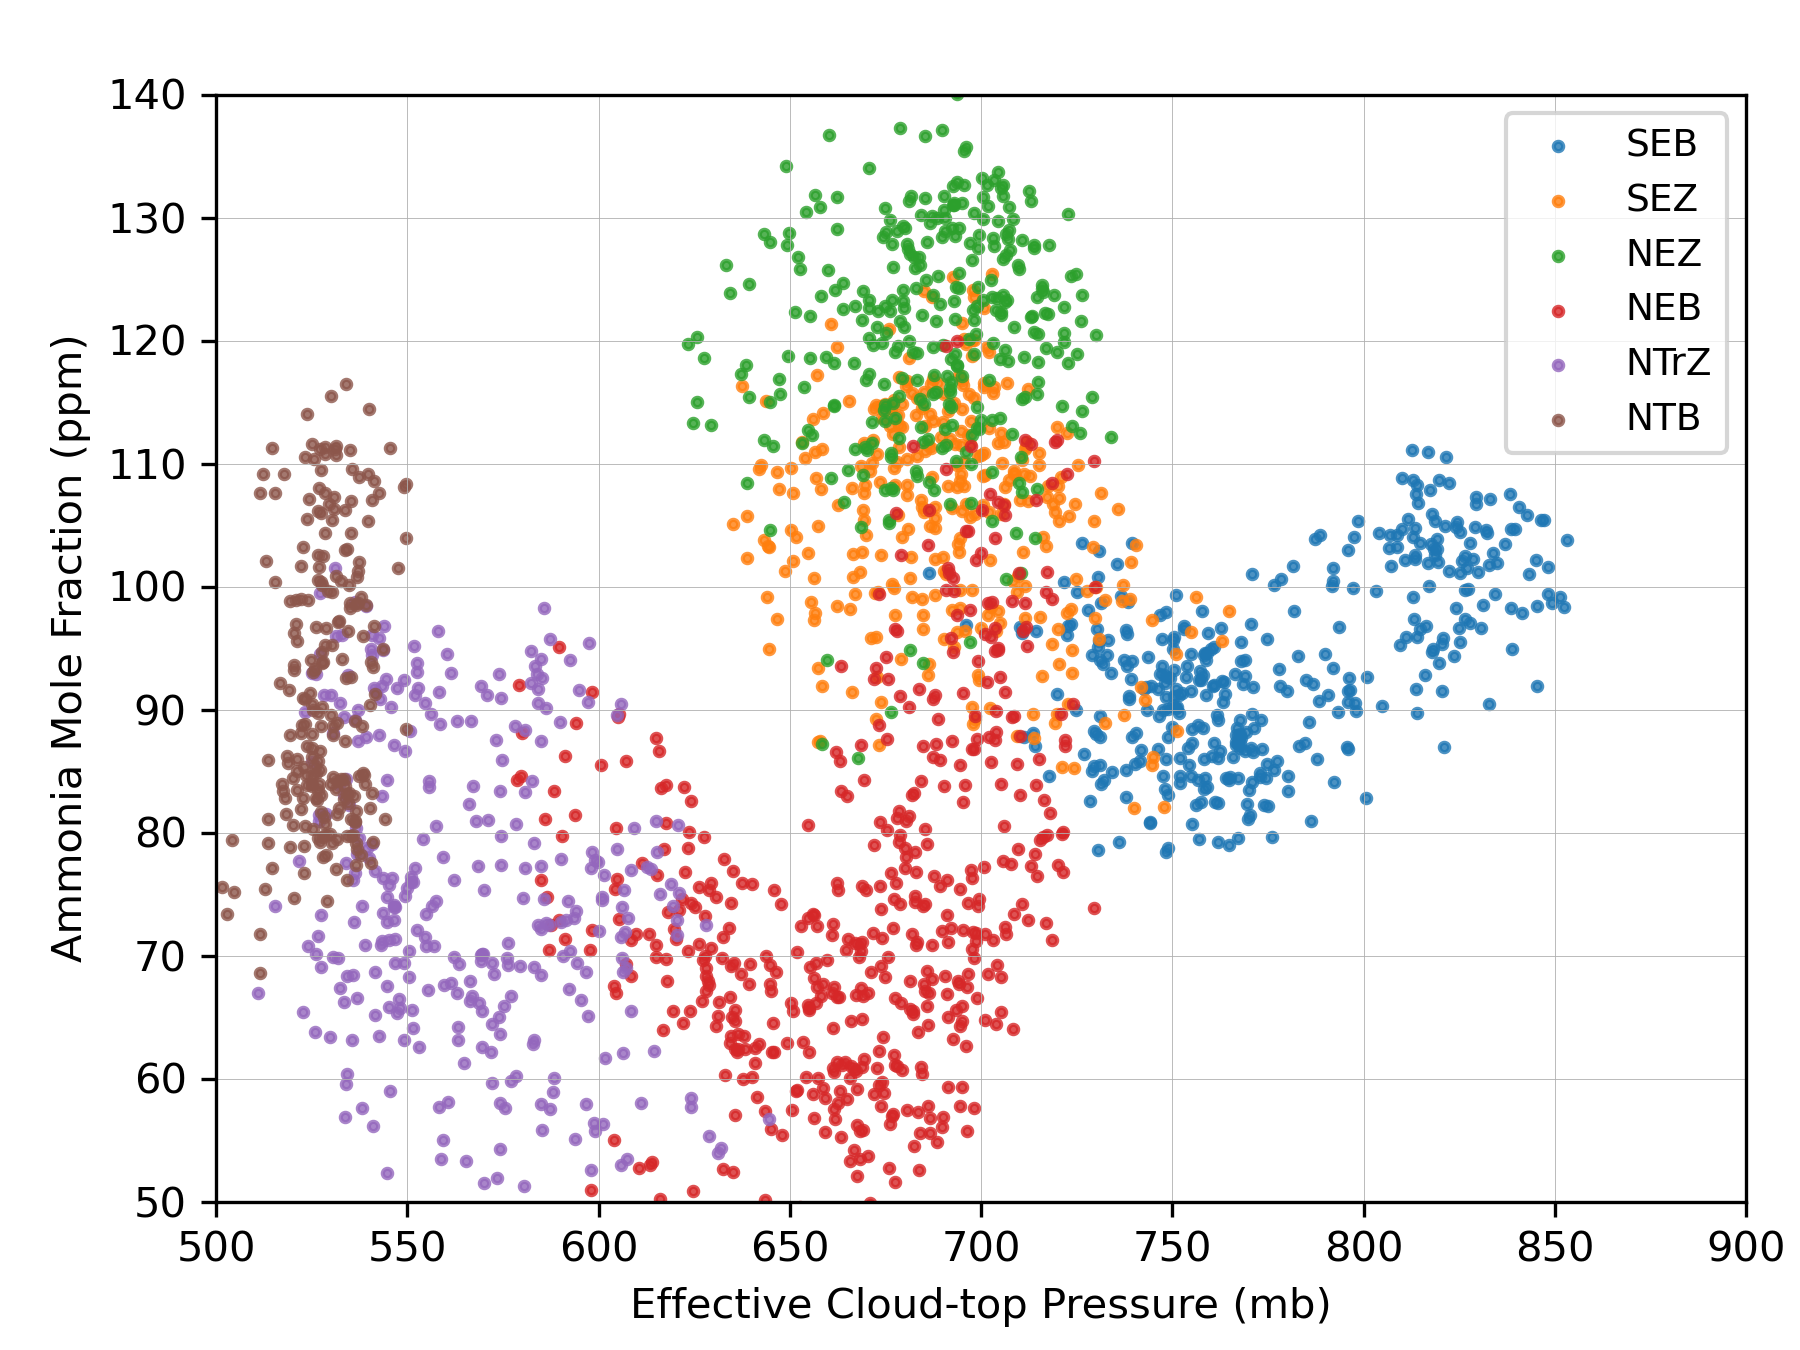 140
130
120
110
100
90
80
70
60
50
Ammonia Mole Fraction (ppm)
SEB
SEZ
NEZ
NEB
NTrZ
NTB
500 550 600 650 700 750 800 850 900
Effective Cloud-top Pressure (mb)